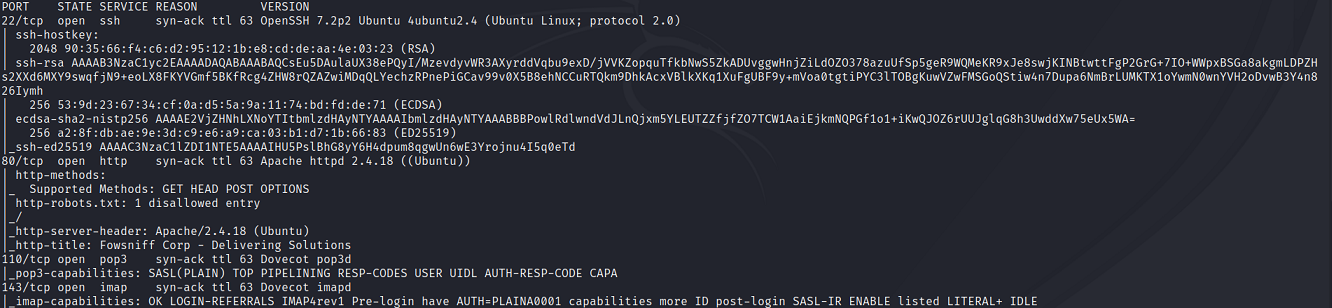 PORT    STATE SERVICE REASON         VERSION
22/tcp  open  ssh     syn-ack ttl 63 OpenSSH 7.2p2 Ubuntu 4ubuntu2.4 (Ubuntu Linux; protocol 2.0)
| ssh-hostkey:
|   2048 90:35:66:f4:c6:d2:95:12:1b:e8:cd:de:aa:4e:03:23 (RSA)
| ssh-rsa AAAAB3NzaC1yc2EAAAADAQABAAABAQCsEu5DAulaUX38ePQyI/MzevdyvWR3AXyrddVqbu9exD/jVVKZopquTfkbNwS5ZkADUvggwHnjZiLdOZO378azuUfSp5geR9WQMeKR9xJe8swjKINBtwttFgP2GrG+7IO+WWpxBSGa8akgmLDPZH
s2XXd6MXY9swqfjN9+eoLX8FKYVGmf5BKfRcg4ZHW8rQZAZwiMDqQLYechzRPnePiGCav99v0X5B8ehNCCuRTQkm9DhkAcxVBlkXKq1XuFgUBF9y+mVoa0tgtiPYC3lTOBgKuwVZwFMSGoQStiw4n7Dupa6NmBrLUMKTX1oYwmN0wnYVH2oDvwB3Y4n8
26Iymh
|   256 53:9d:23:67:34:cf:0a:d5:5a:9a:11:74:bd:fd:de:71 (ECDSA)
| ecdsa-sha2-nistp256 AAAAE2VjZHNhLXNoYTItbmlzdHAyNTYAAAAIbmlzdHAyNTYAAABBBPowlRdlwndVdJLnQjxm5YLEUTZZfjfZO7TCW1AaiEjkmNQPGf1o1+iKwQJOZ6rUUJglqG8h3UwddXw75eUx5WA=
|   256 a2:8f:db:ae:9e:3d:c9:e6:a9:ca:03:b1:d7:1b:66:83 (ED25519)
|_ssh-ed25519 AAAAC3NzaC1lZDI1NTE5AAAAIHU5PslBhG8yY6H4dpum8qgwUn6wE3Yrojnu4I5q0eTd
80/tcp  open  http    syn-ack ttl 63 Apache httpd 2.4.18 ((Ubuntu))
| http-methods:
|_  Supported Methods: GET HEAD POST OPTIONS
| http-robots.txt: 1 disallowed entry
|_/
|_http-server-header: Apache/2.4.18 (Ubuntu)
|_http-title: Fowsniff Corp - Delivering Solutions
110/tcp open  pop3    syn-ack ttl 63 Dovecot pop3d
|_pop3-capabilities: SASL(PLAIN) TOP PIPELINING RESP-CODES USER UIDL AUTH-RESP-CODE CAPA
143/tcp open  imap    syn-ack ttl 63 Dovecot imapd
|_imap-capabilities: OK LOGIN-REFERRALS IMAP4rev1 Pre-login have AUTH=PLAINA0001 capabilities more ID post-login SASL-IR ENABLE listed LITERAL+ IDLE